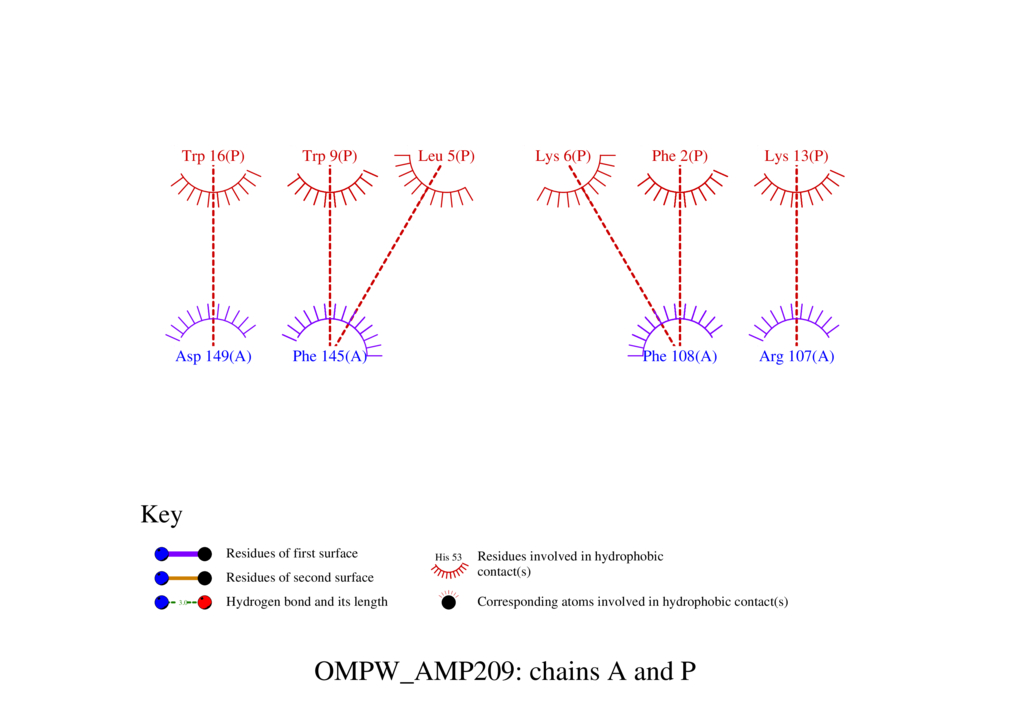 Trp 16(P) Trp 9(P) Leu 5(P) Lys 6(P) Phe 2(P) Lys 13(P)
Asp 149(A) Phe 145(A) Phe 108(A) Arg 107(A)
Key
Residues of first surface
Residues of second surface
3.0 Hydrogen bond and its length
His 53 Residues involved in hydrophobic
contact(s)
Corresponding atoms involved in hydrophobic contact(s)
OMPW_AMP209: chains A and P